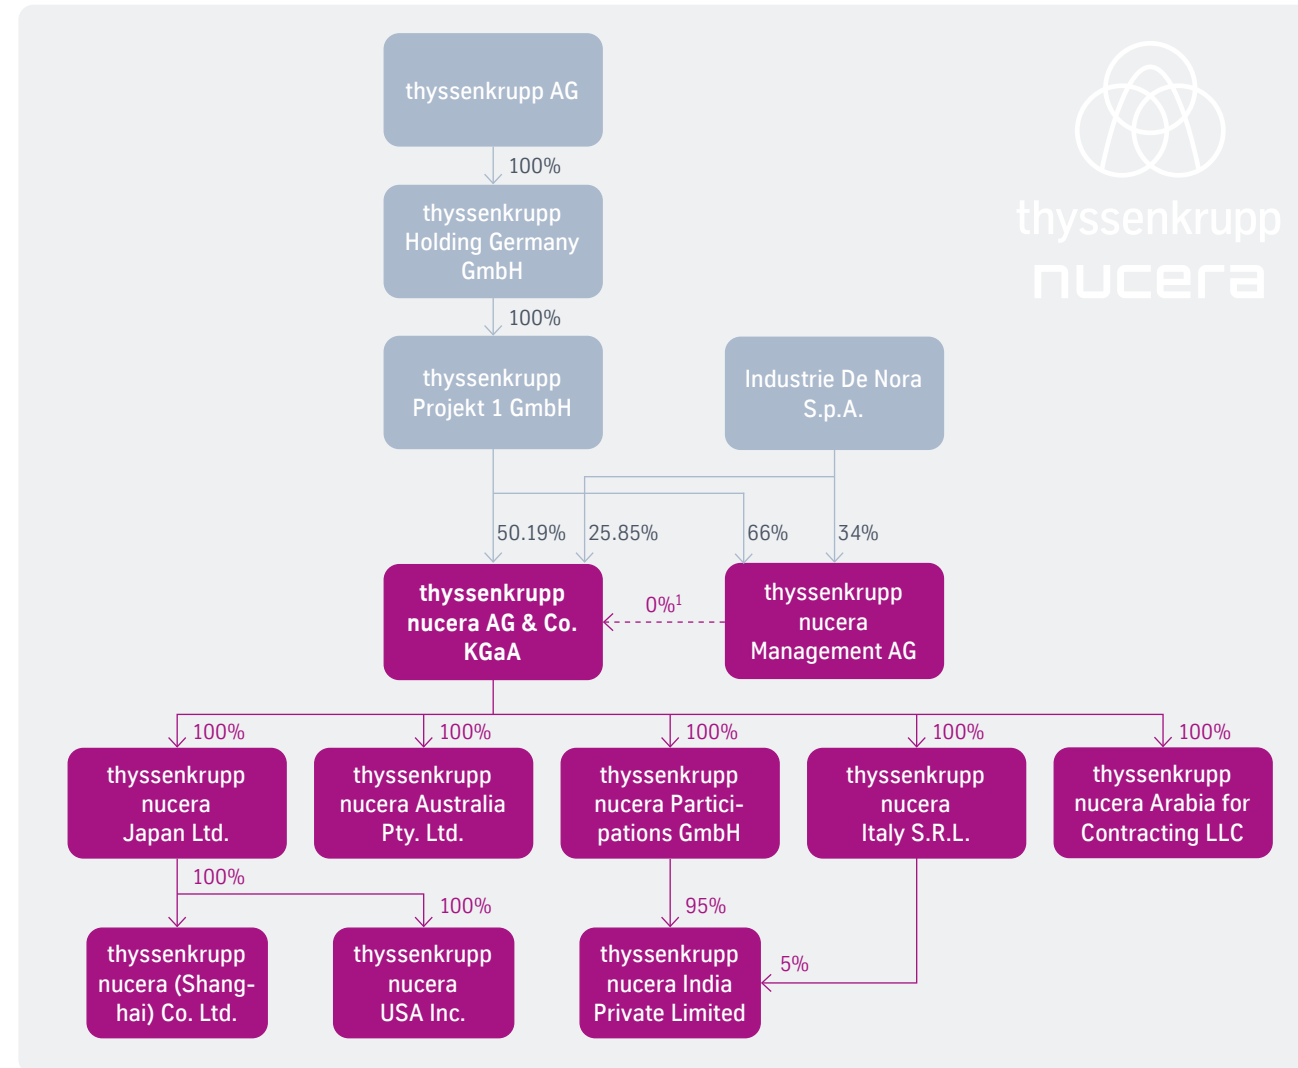 thyssenkrupp AG
100%
thyssenkrupp
Holding Germany
GmbH
thyssenkrupp
nucera
100%
thyssenkrupp
Projekt 1 GmbH
Industrie De Nora
S.p.A.
50.19%
25.85%
66%
34%
thyssenkrupp
nucera AG & Co.
KGaA
0%¹
thyssenkrupp
nucera
Management AG
100%
100%
100%
100%
100%
thyssenkrupp
nucera
Japan Ltd.
thyssenkrupp
nucera Australia
Pty. Ltd.
thyssenkrupp
nucera Partici-
pations GmbH
thyssenkrupp
nucera
Italy S.R.L.
thyssenkrupp
nucera Arabia for
Contracting LLC
100%
100%
95%
thyssenkrupp
nucera (Shang-
hai) Co. Ltd.
thyssenkrupp
nucera
USA Inc.
thyssenkrupp
nucera India
Private Limited
5%